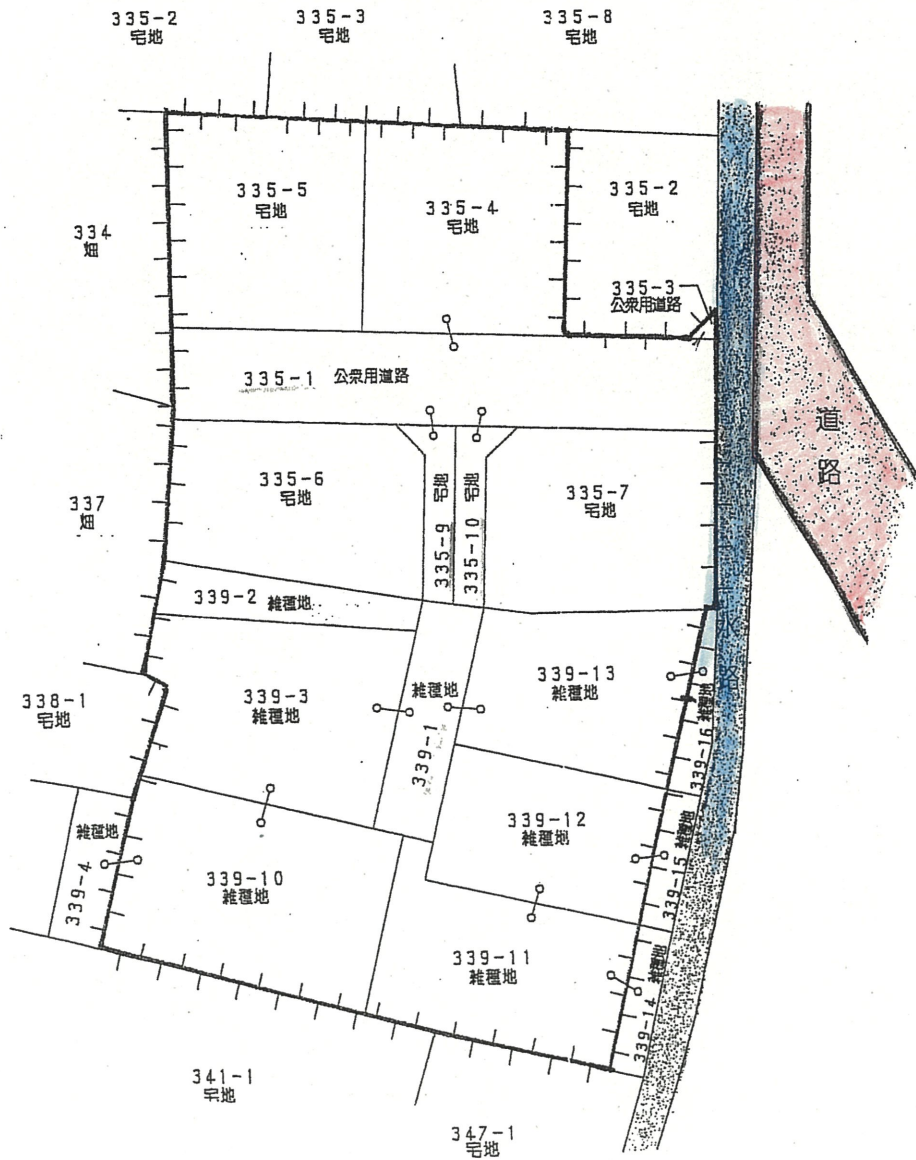 335-2
宅地
335-3
宅地
335-8
宅地
335-5
宅地
335-4
宅地
335-2
宅地
334
畑
335-3
公衆用道路
335-1 公衆用道路
道路
335-6
宅地
335-9 宅地
335-10 宅地
335-7
宅地
337
畑
339-2 雑種地
水路
339-3
雑種地
雑種地
339-1
339-13
雑種地
339-16 雑種地
338-1
宅地
雑種地
339-4
339-12
雑種地
339-15 雑種地
339-10
雑種地
339-11
雑種地
339-14 雑種地
341-1
宅地
347-1
宅地